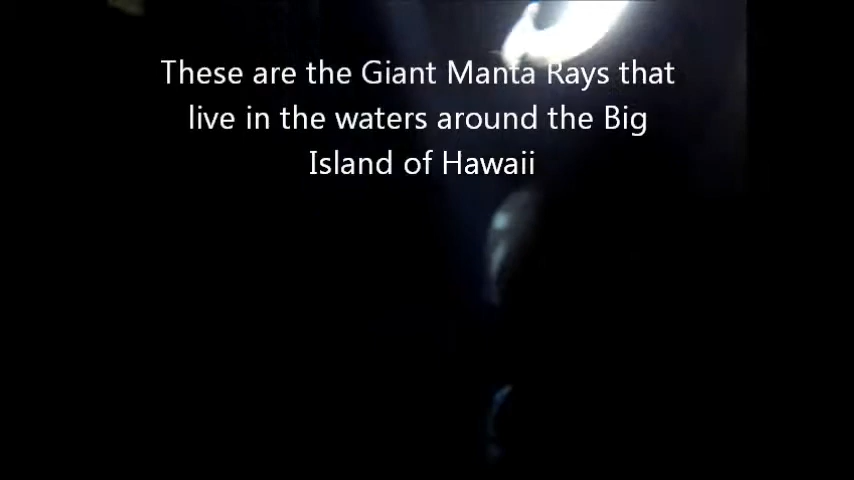 These are the Giant Manta Rays that
live in the waters around the Big
Island of Hawaii